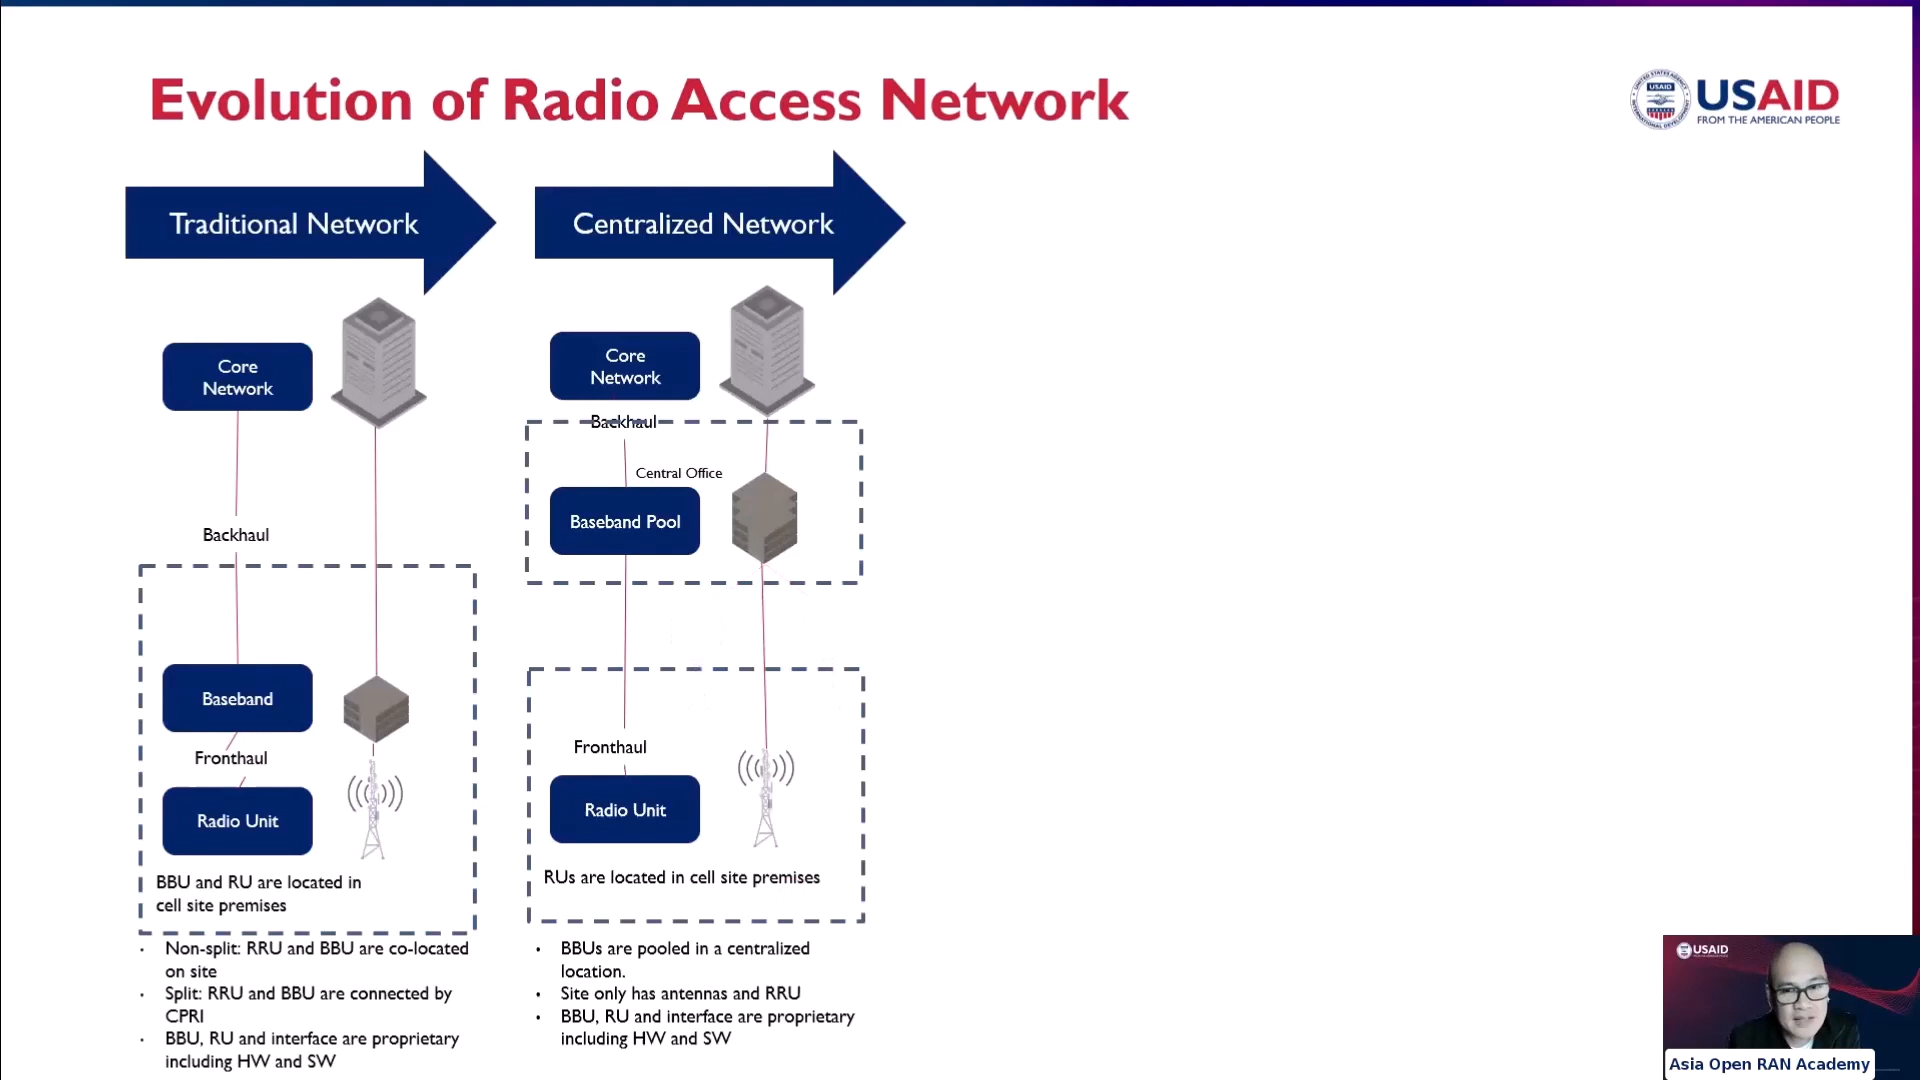 Evolution of Radio Access Network
USAID
USAID
FROM THE AMERICAN PEOPLE
Traditional Network
Core
Network
Backhaul
Baseband
Fronthaul
Radio Unit
BBU and RU are located in
cell site premises
• Non-split: RRU and BBU are co-located
on site
• Split: RRU and BBU are connected by
CPRI
• BBU, RU and interface are proprietary
including HW and SW
Centralized Network
Core
Network
Backhaul
Central Office
Baseband Pool
Fronthaul
Radio Unit
RUs are located in cell site premises
• BBUs are pooled in a centralized
location.
• Site only has antennas and RRU
• BBU, RU and interface are proprietary
including HW and SW
USAID
Asia Open RAN Academy